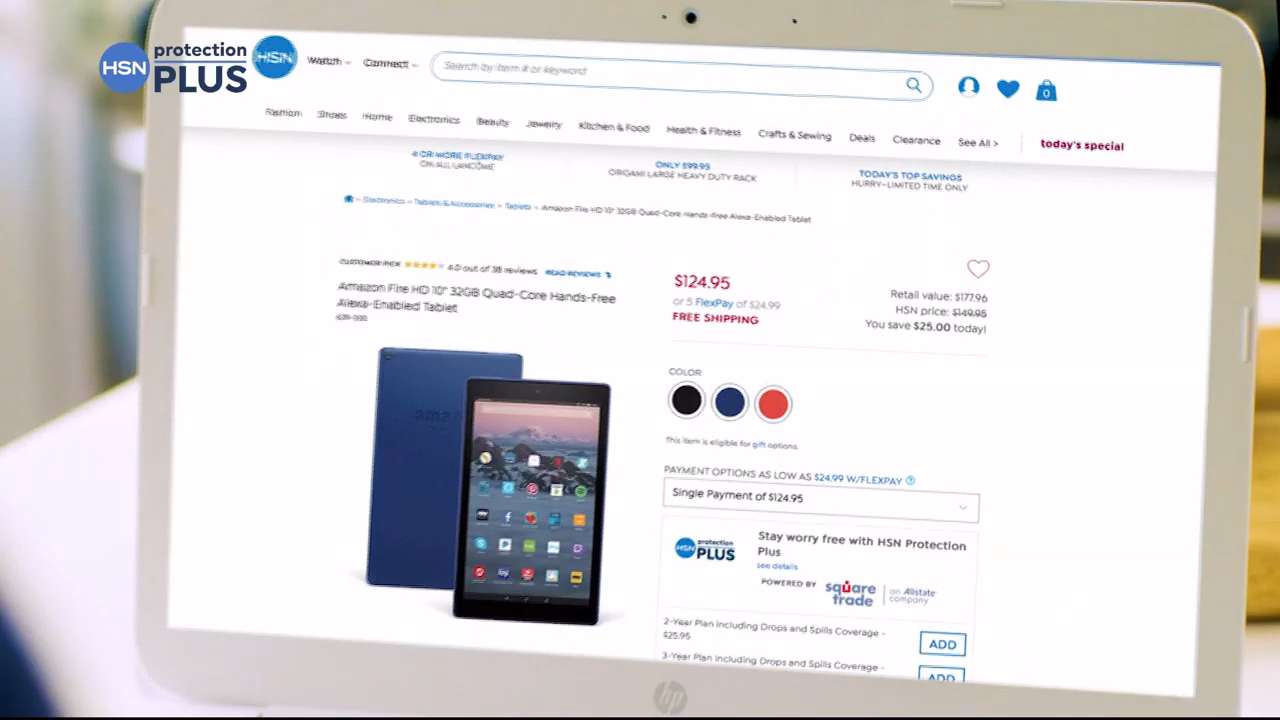 HSN protection PLUS
HSN Watch Connect Search by item # or keyword 0
Fashion Shoes Home Electronics Beauty Jewelry Kitchen & Food Health & Fitness Crafts & Sewing Deals Clearance See All > today's special
4 OR MORE FLEXPAY
ON ALL LANCOME
ONLY $99.95
ORIGAMI LARGE HEAVY DUTY RACK
TODAY'S TOP SAVINGS
HURRY–LIMITED TIME ONLY
> Electronics > Tablets & Accessories > Tablets > Amazon Fire HD 10" 32GB Quad-Core Hands-Free Alexa-Enabled Tablet
CUSTOMER PICK 4.0 out of 38 reviews READ REVIEWS
Amazon Fire HD 10" 32GB Quad-Core Hands-Free
Alexa-Enabled Tablet
$124.95
or 5 FlexPay of $24.99
FREE SHIPPING
Retail value: $177.96
HSN price: $149.95
You save $25.00 today!
COLOR
This item is eligible for gift options.
PAYMENT OPTIONS AS LOW AS $24.99 W/FLEXPAY ?
Single Payment of $124.95
HSN protection PLUS
Stay worry free with HSN Protection
Plus
see details
POWERED BY square trade | an Allstate company
2-Year Plan Including Drops and Spills Coverage -
$25.95
ADD
3-Year Plan Including Drops and Spills Coverage -
ADD
hp